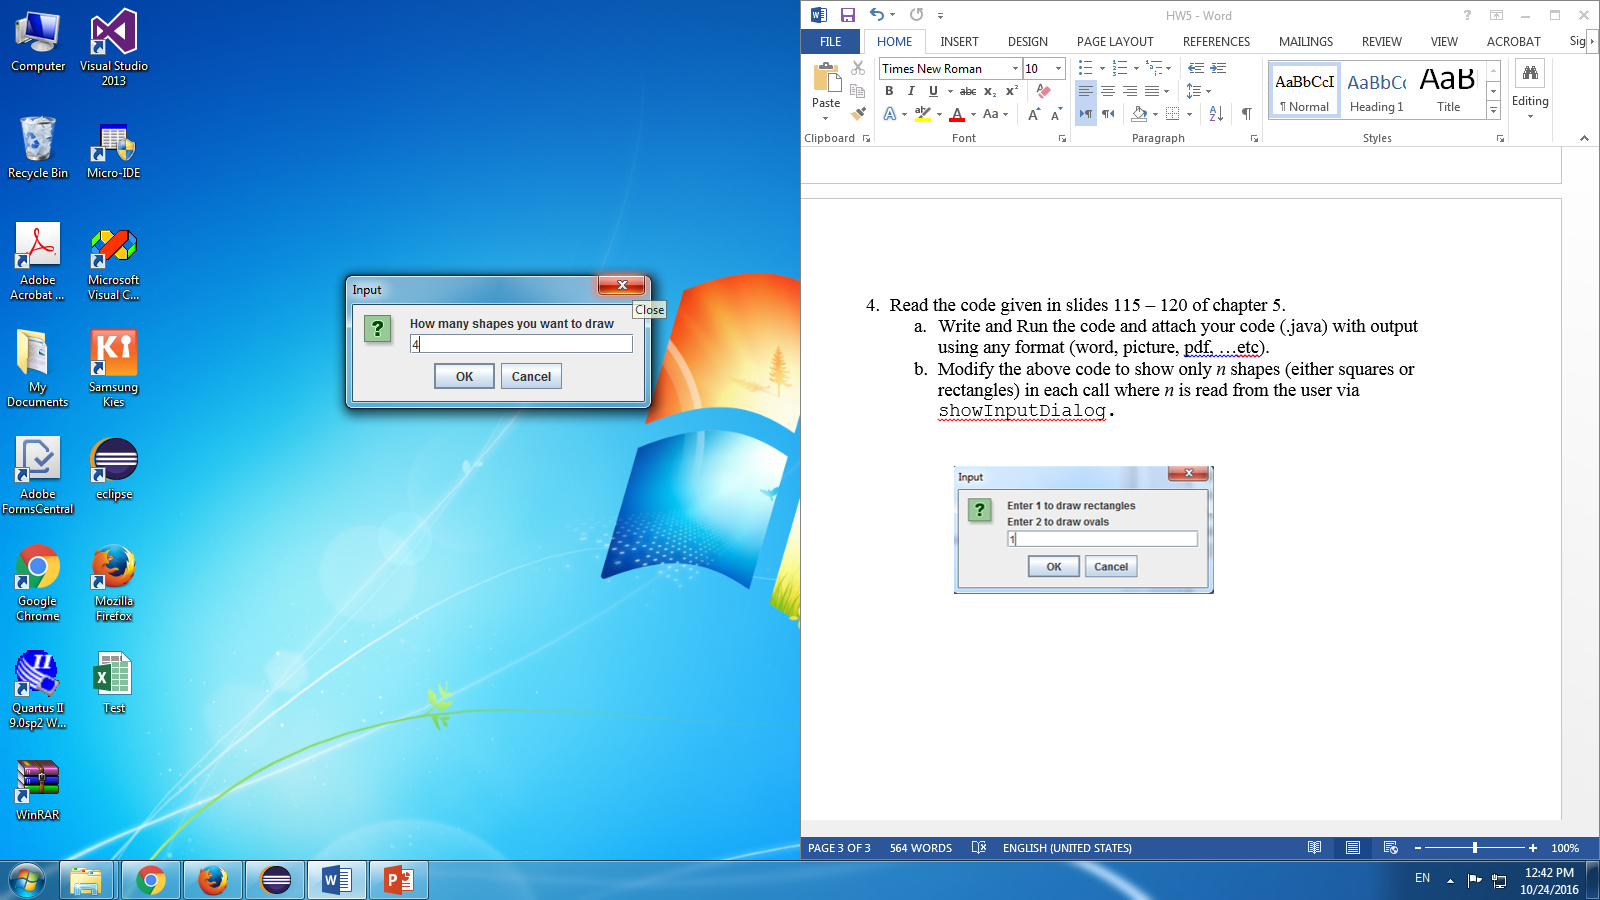 Computer
Visual Studio
2013
Recycle Bin
Micro-IDE
Adobe
Acrobat ...
Microsoft
Visual C...
My
Documents
Samsung
Kies
Adobe
FormsCentral
eclipse
Google
Chrome
Mozilla
Firefox
Quartus II
9.0sp2 W...
Test
WinRAR
Input
Close
How many shapes you want to draw
4
OK
Cancel
HW5 - Word
FILE
HOME
INSERT
DESIGN
PAGE LAYOUT
REFERENCES
MAILINGS
REVIEW
VIEW
ACROBAT
Sig
Paste
Times New Roman
10
AaBbCcI
AaBbCc
AaB
¶ Normal
Heading 1
Title
Editing
Clipboard
Font
Paragraph
Styles
4. Read the code given in slides 115 – 120 of chapter 5.
a. Write and Run the code and attach your code (.java) with output
using any format (word, picture, pdf, …etc).
b. Modify the above code to show only n shapes (either squares or
rectangles) in each call where n is read from the user via
showInputDialog.
Input
Enter 1 to draw rectangles
Enter 2 to draw ovals
1
OK
Cancel
PAGE 3 OF 3
564 WORDS
ENGLISH (UNITED STATES)
100%
EN
12:42 PM
10/24/2016